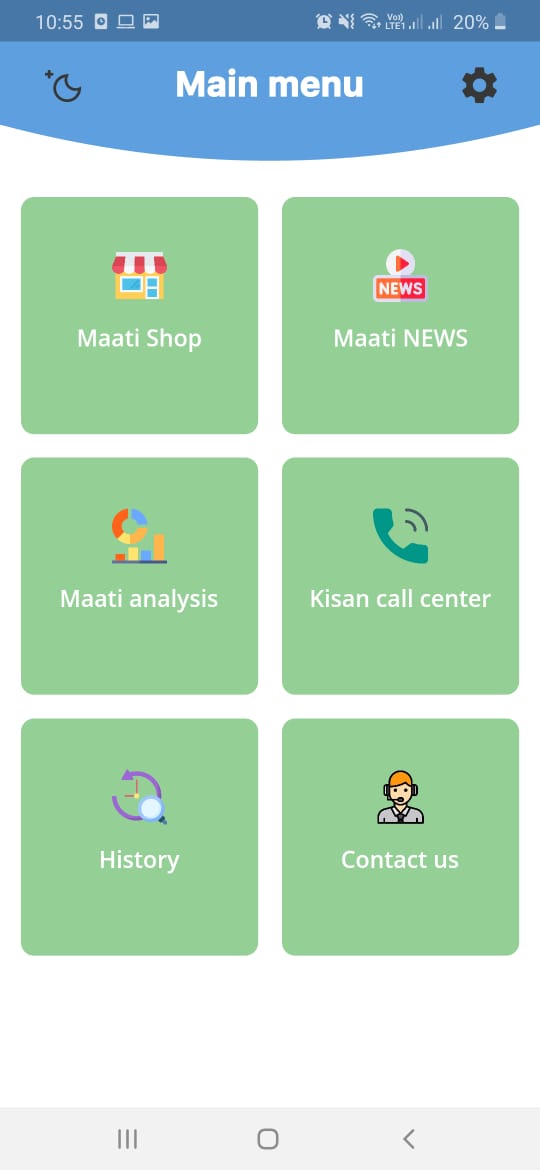 10:55
Vo)) LTE1
20%
Main menu
NEWS
Maati Shop
Maati NEWS
Maati analysis
Kisan call center
History
Contact us